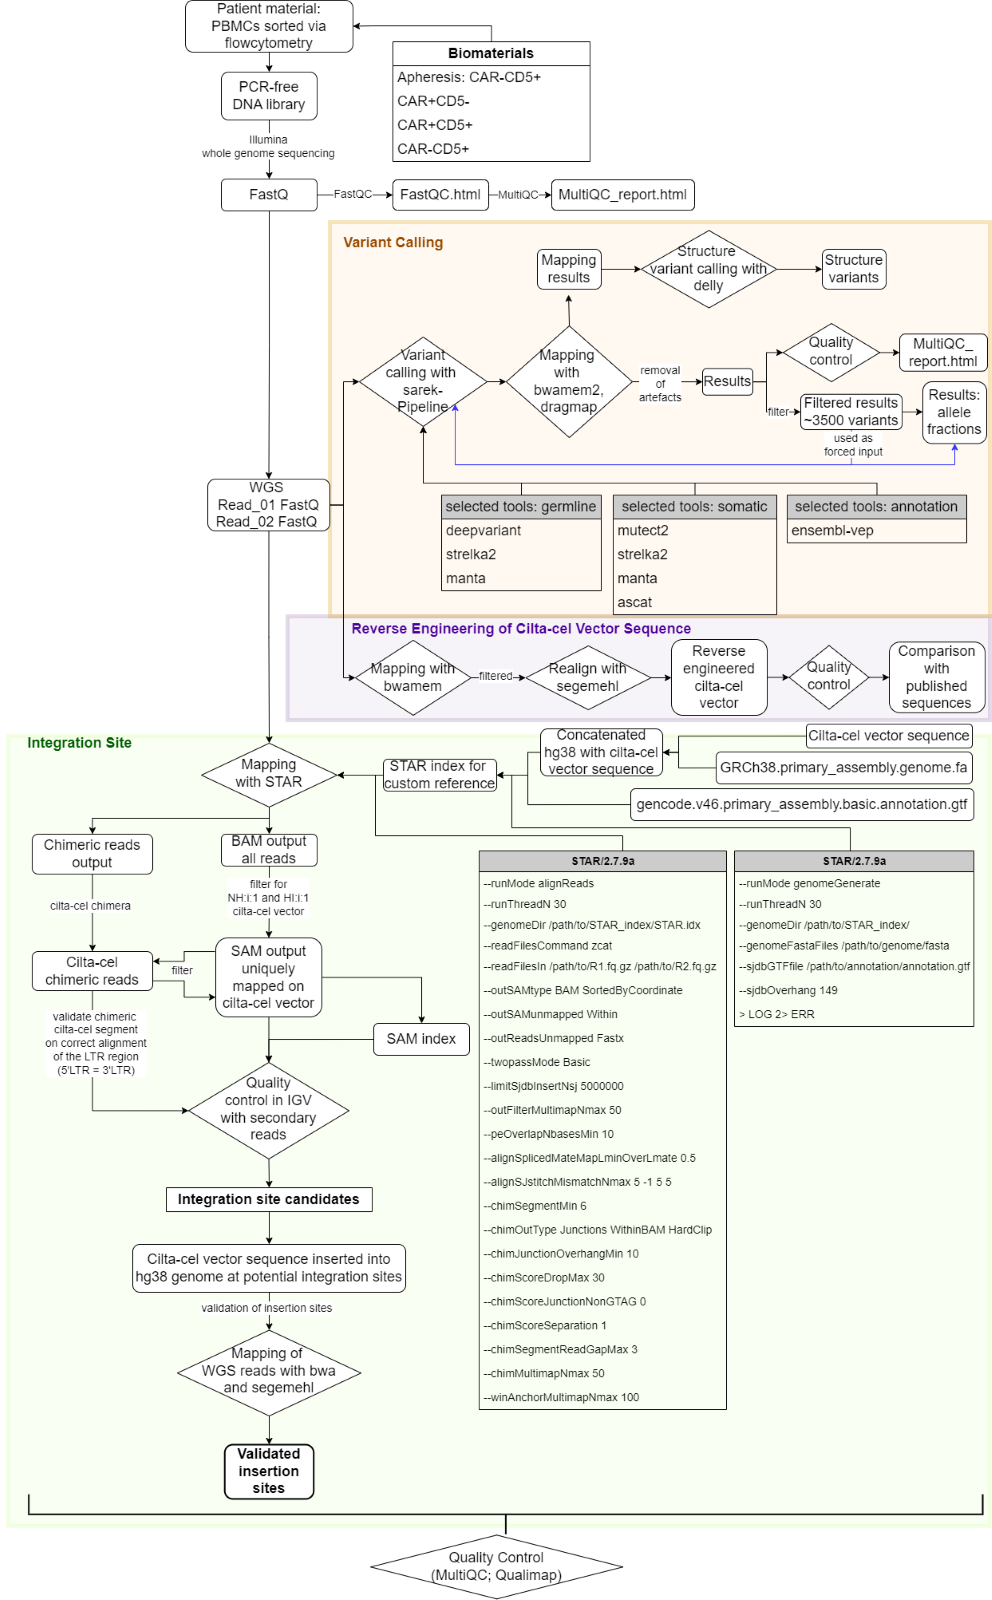 Patient material:
PBMCs sorted via
flowcytometry
Biomaterials
Apheresis: CAR-CD5+
CAR+CD5-
CAR+CD5+
CAR-CD5+
PCR-free
DNA library
Illumina
whole genome sequencing
FastQ
FastQC
FastQC.html
MultiQC
MultiQC_report.html
Variant Calling
Mapping
results
Structure
variant calling with
delly
Structure
variants
Variant
calling with
sarek-
Pipeline
Mapping
with
bwamem2,
dragmap
removal
of
artefacts
Results
Quality
control
MultiQC_
report.html
filter
Filtered results
~3500 variants
Results:
allele
fractions
used as
forced input
WGS
Read_01 FastQ
Read_02 FastQ
selected tools: germline
deepvariant
strelka2
manta
selected tools: somatic
mutect2
strelka2
manta
ascat
selected tools: annotation
ensembl-vep
Reverse Engineering of Cilta-cel Vector Sequence
Mapping with
bwamem
filtered
Realign with
segemehl
Reverse
engineered
cilta-cel
vector
Quality
control
Comparison
with
published
sequences
Integration Site
Mapping
with STAR
STAR index for
custom reference
Concatenated
hg38 with cilta-cel
vector sequence
Cilta-cel vector sequence
GRCh38.primary_assembly.genome.fa
gencode.v46.primary_assembly.basic.annotation.gtf
Chimeric reads
output
BAM output
all reads
cilta-cel chimera
filter for
NH:i:1 and HI:i:1
cilta-cel vector
Cilta-cel
chimeric reads
filter
SAM output
uniquely
mapped on
cilta-cel vector
SAM index
validate chimeric
cilta-cel segment
on correct alignment
of the LTR region
(5'LTR = 3'LTR)
Quality
control in IGV
with secondary
reads
Integration site candidates
Cilta-cel vector sequence inserted into
hg38 genome at potential integration sites
validation of insertion sites
Mapping of
WGS reads with bwa
and segemehl
Validated
insertion
sites
STAR/2.7.9a
--runMode alignReads
--runThreadN 30
--genomeDir /path/to/STAR_index/STAR.idx
--readFilesCommand zcat
--readFilesIn /path/to/R1.fq.gz /path/to/R2.fq.gz
--outSAMtype BAM SortedByCoordinate
--outSAMunmapped Within
--outReadsUnmapped Fastx
--twopassMode Basic
--limitSjdbInsertNsj 5000000
--outFilterMultimapNmax 50
--peOverlapNbasesMin 10
--alignSplicedMateMapLminOverLmate 0.5
--alignSJstitchMismatchNmax 5 -1 5 5
--chimSegmentMin 6
--chimOutType Junctions WithinBAM HardClip
--chimJunctionOverhangMin 10
--chimScoreDropMax 30
--chimScoreJunctionNonGTAG 0
--chimScoreSeparation 1
--chimSegmentReadGapMax 3
--chimMultimapNmax 50
--winAnchorMultimapNmax 100
STAR/2.7.9a
--runMode genomeGenerate
--runThreadN 30
--genomeDir /path/to/STAR_index/
--genomeFastaFiles /path/to/genome/fasta
--sjdbGTFfile /path/to/annotation/annotation.gtf
--sjdbOverhang 149
> LOG 2> ERR
Quality Control
(MultiQC; Qualimap)